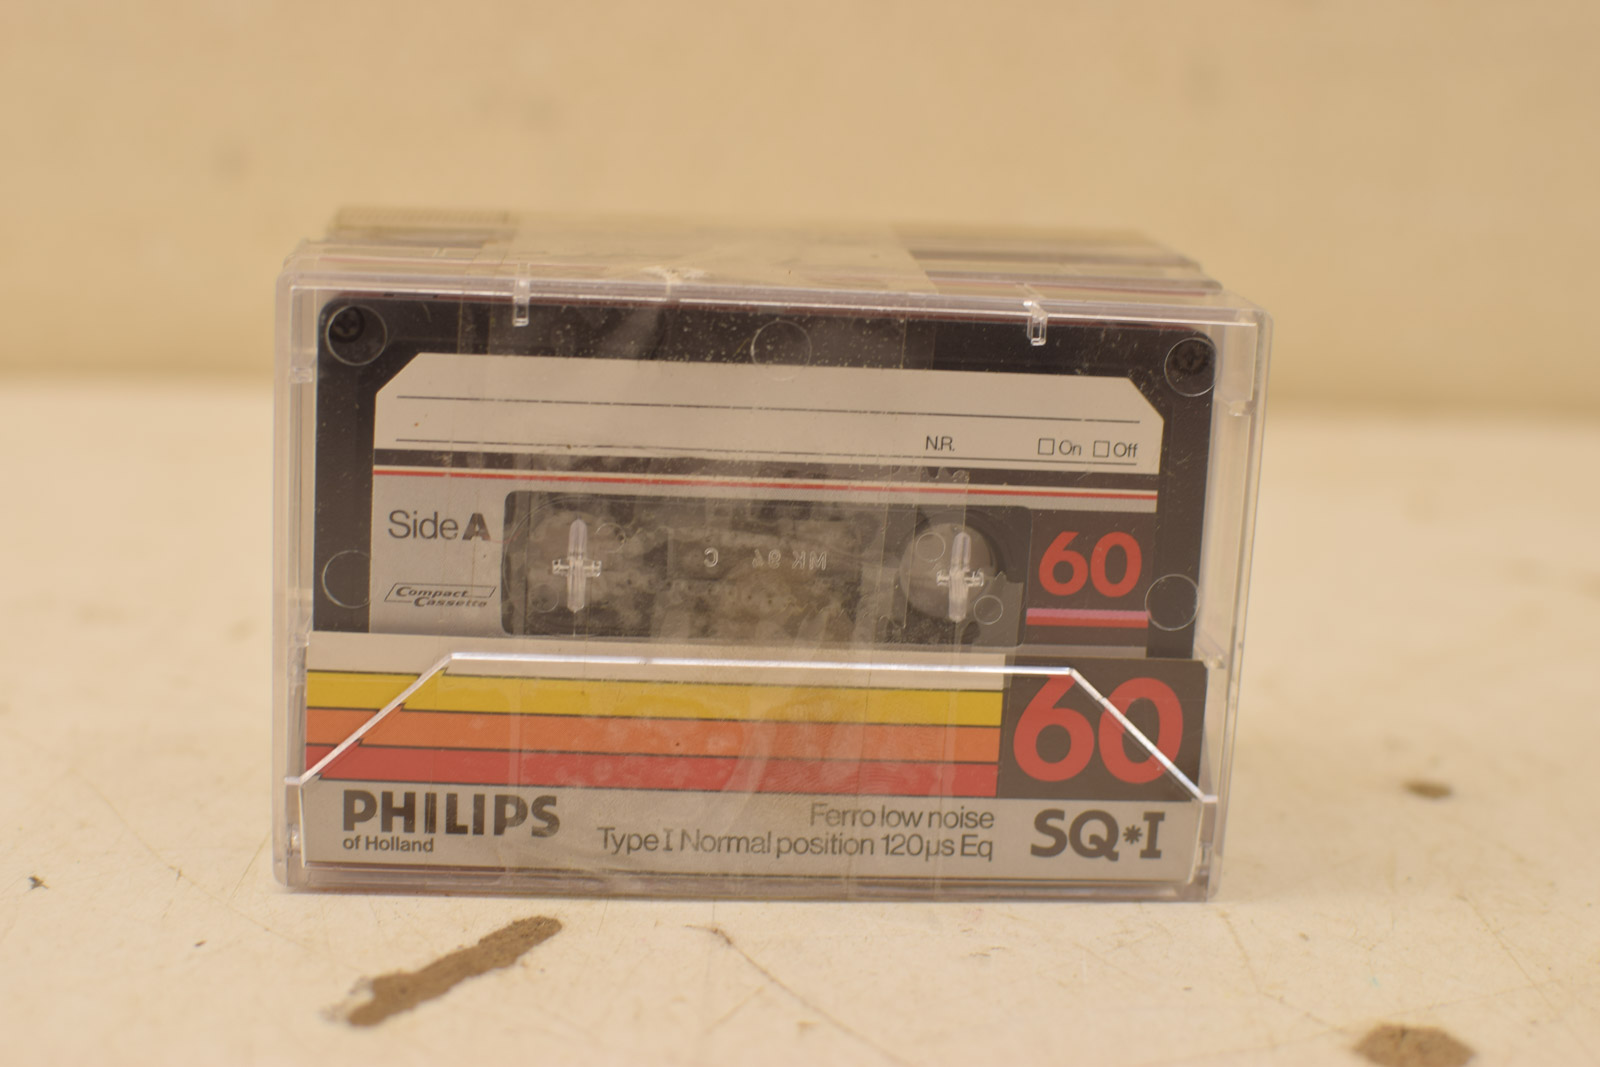 N.R. On Off
Side A
60
Compact
Cassette
MK 94 C
60
PHILIPS
of Holland
Ferro low noise
Type I Normal position 120µs Eq
SQ*I